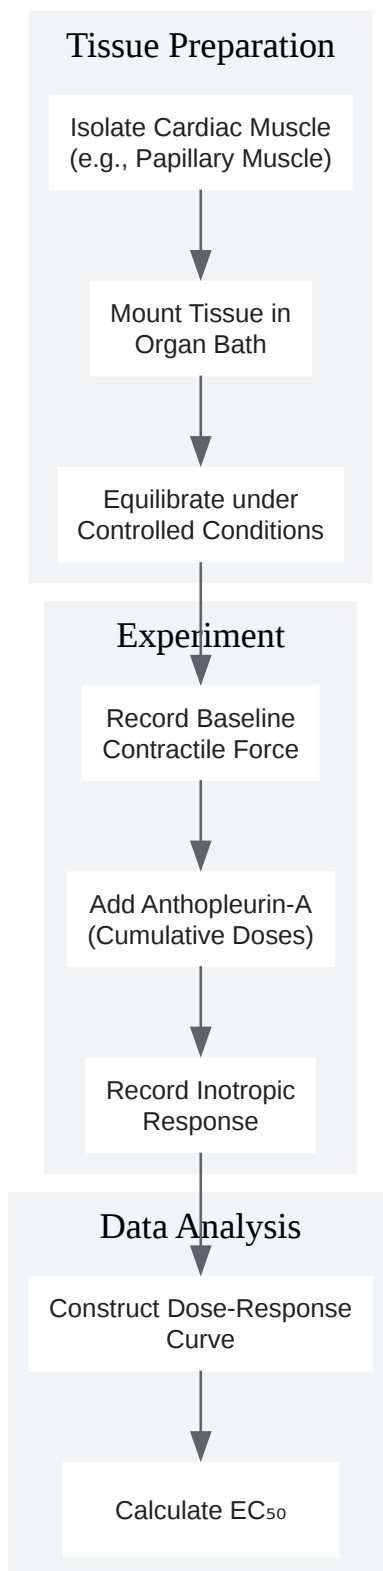 Tissue Preparation
Isolate Cardiac Muscle
(e.g., Papillary Muscle)
Mount Tissue in
Organ Bath
Equilibrate under
Controlled Conditions
Experiment
Record Baseline
Contractile Force
Add Anthopleurin-A
(Cumulative Doses)
Record Inotropic
Response
Data Analysis
Construct Dose-Response
Curve
Calculate EC₅₀